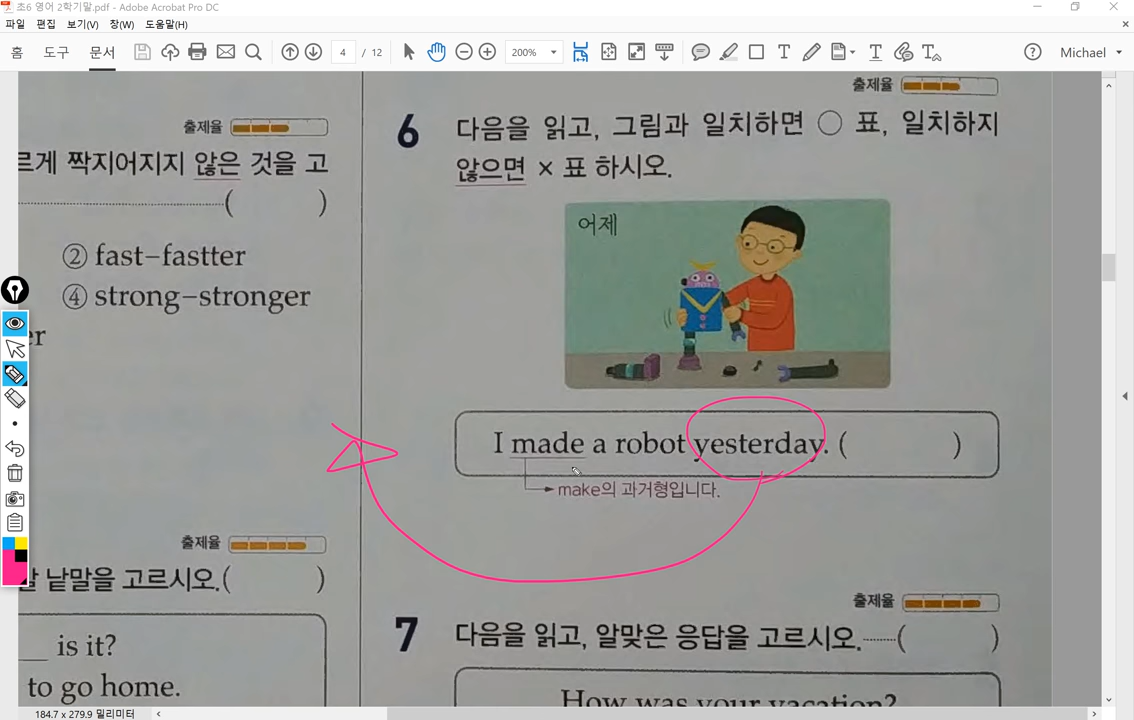 초6 영어 2학기말.pdf - Adobe Acrobat Pro DC
파일 편집 보기(V) 창(W) 도움말(H)
홈 도구 문서 4 / 12 200% Michael
출제율
르게 짝지어지지 않은 것을 고
( )
② fast-fastter
④ strong-stronger
er
출제율
낱말을 고르시오.( )
__ is it?
to go home.
출제율
6 다음을 읽고, 그림과 일치하면 ○ 표, 일치하지
않으면 × 표 하시오.
어제
I made a robot yesterday. ( )
make의 과거형입니다.
출제율
7 다음을 읽고, 알맞은 응답을 고르시오.( )
How was your vacation?
184.7 x 279.9 밀리미터